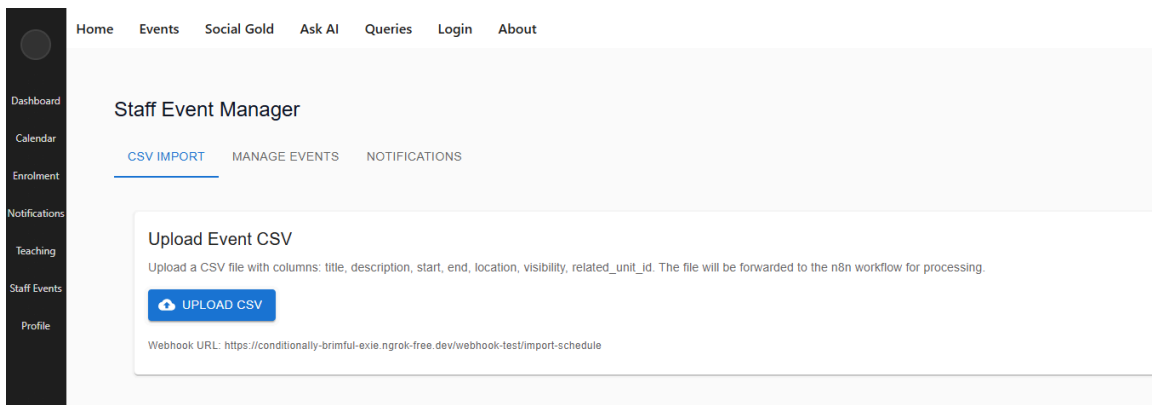 Home Events Social Gold Ask AI Queries Login About
Dashboard
Calendar
Enrolment
Notifications
Teaching
Staff Events
Profile
Staff Event Manager
CSV IMPORT MANAGE EVENTS NOTIFICATIONS
Upload Event CSV
Upload a CSV file with columns: title, description, start, end, location, visibility, related_unit_id. The file will be forwarded to the n8n workflow for processing.
UPLOAD CSV
Webhook URL: https://conditionally-brimful-exie.ngrok-free.dev/webhook-test/import-schedule